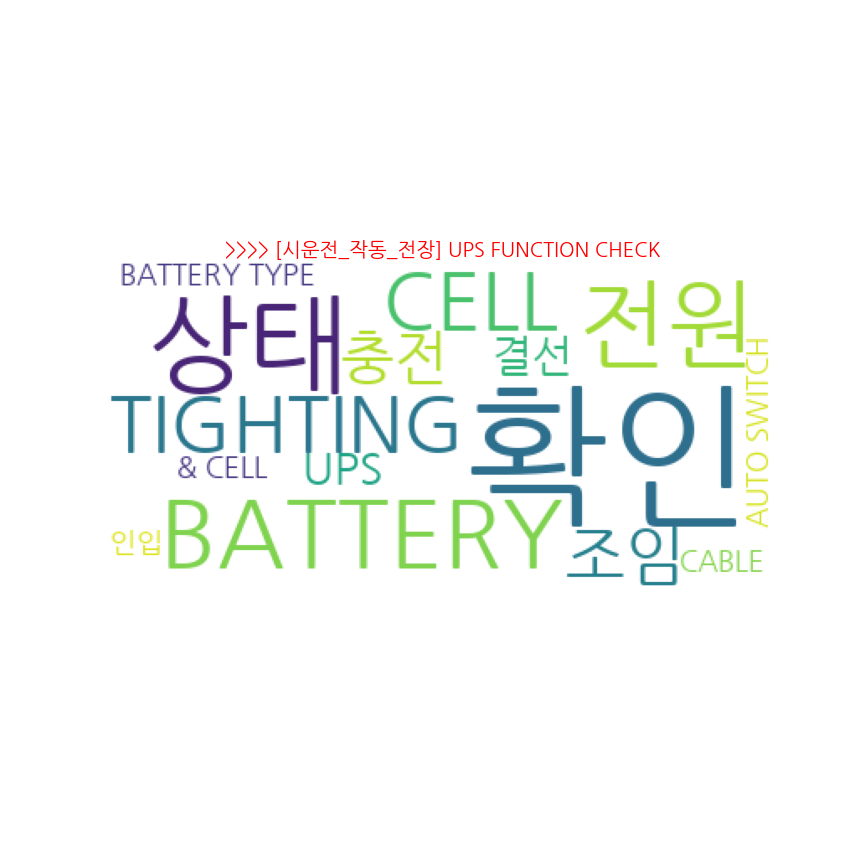 >>>> [시운전_작동_전장] UPS FUNCTION CHECK
BATTERY TYPE
CELL
전원
상태
충전
결선
AUTO SWITCH
TIGHTING
확인
& CELL
UPS
BATTERY
인입
조임
CABLE